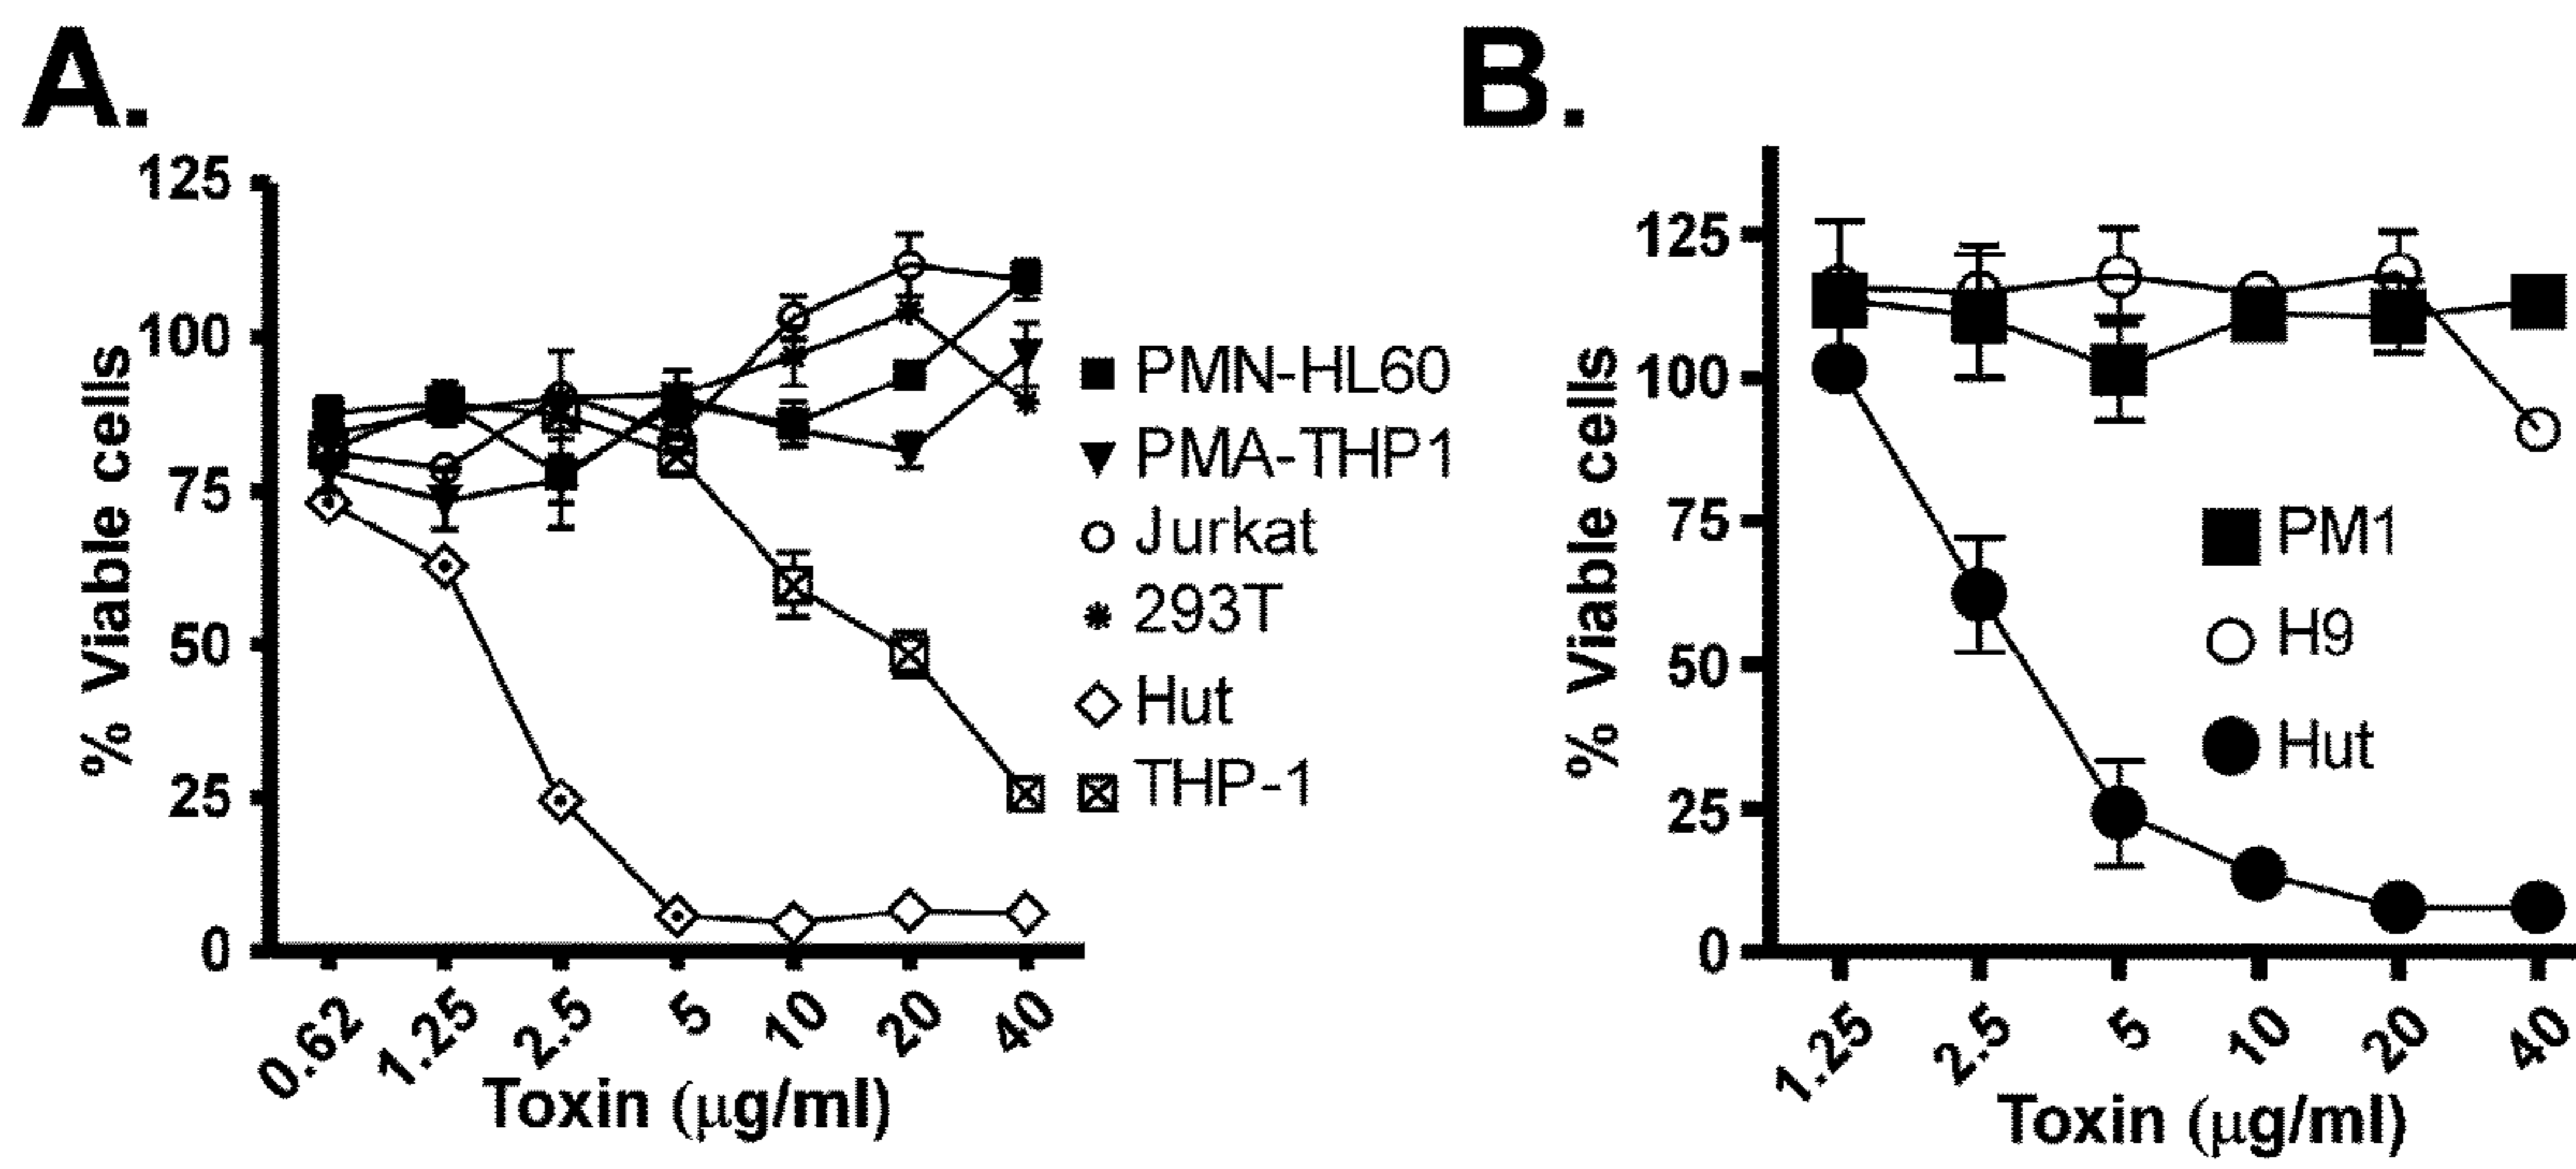 A.
125
100
75
50
25
0
% Viable cells
0.62
1.25
2.5
5
10
20
40
Toxin (μg/ml)
PMN-HL60
PMA-THP1
Jurkat
293T
Hut
THP-1
B.
125
100
75
50
25
0
% Viable cells
1.25
2.5
5
10
20
40
Toxin (μg/ml)
PM1
H9
Hut